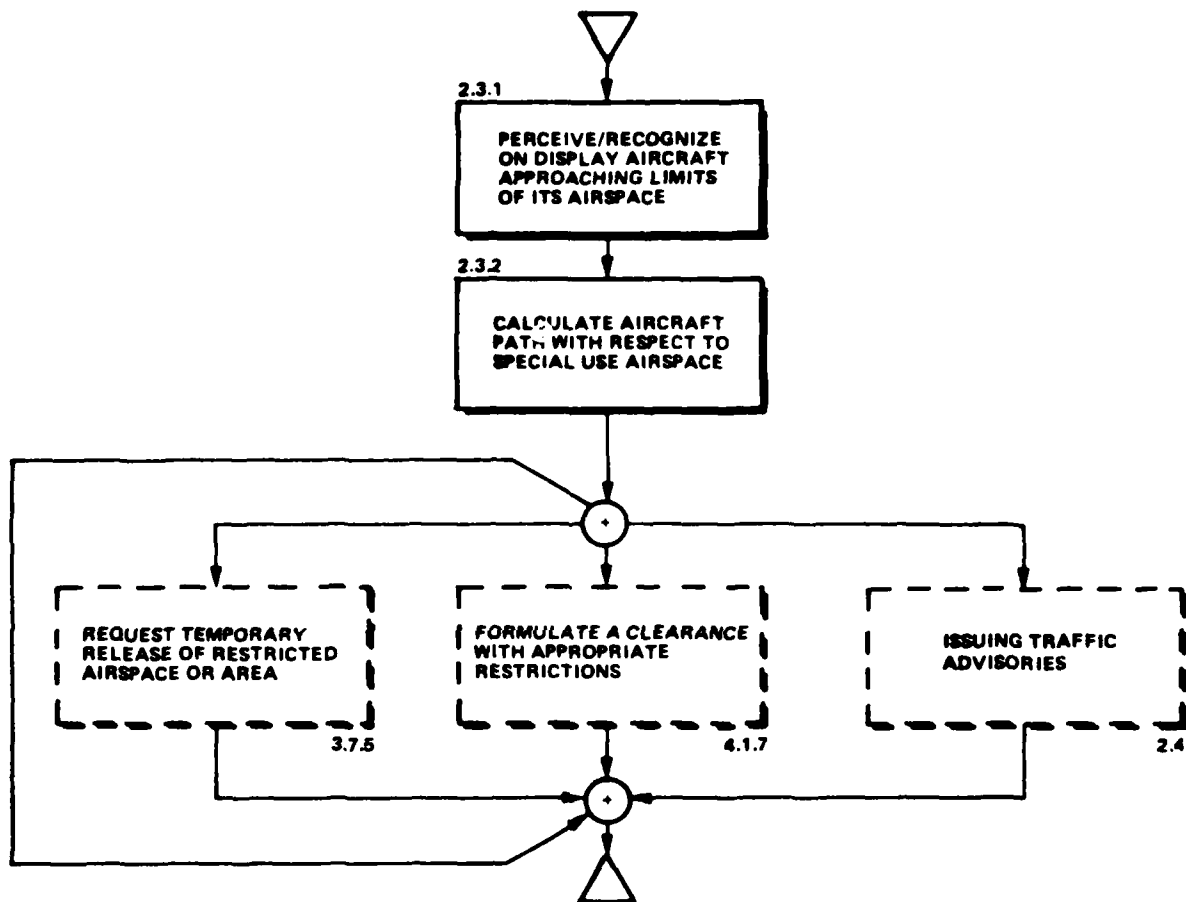 2.3.1
PERCEIVE/RECOGNIZE
ON DISPLAY AIRCRAFT
APPROACHING LIMITS
OF ITS AIRSPACE
2.3.2
CALCULATE AIRCRAFT
PATH WITH RESPECT TO
SPECIAL USE AIRSPACE
+
REQUEST TEMPORARY
RELEASE OF RESTRICTED
AIRSPACE OR AREA
3.7.5
FORMULATE A CLEARANCE
WITH APPROPRIATE
RESTRICTIONS
4.1.7
ISSUING TRAFFIC
ADVISORIES
2.4
+